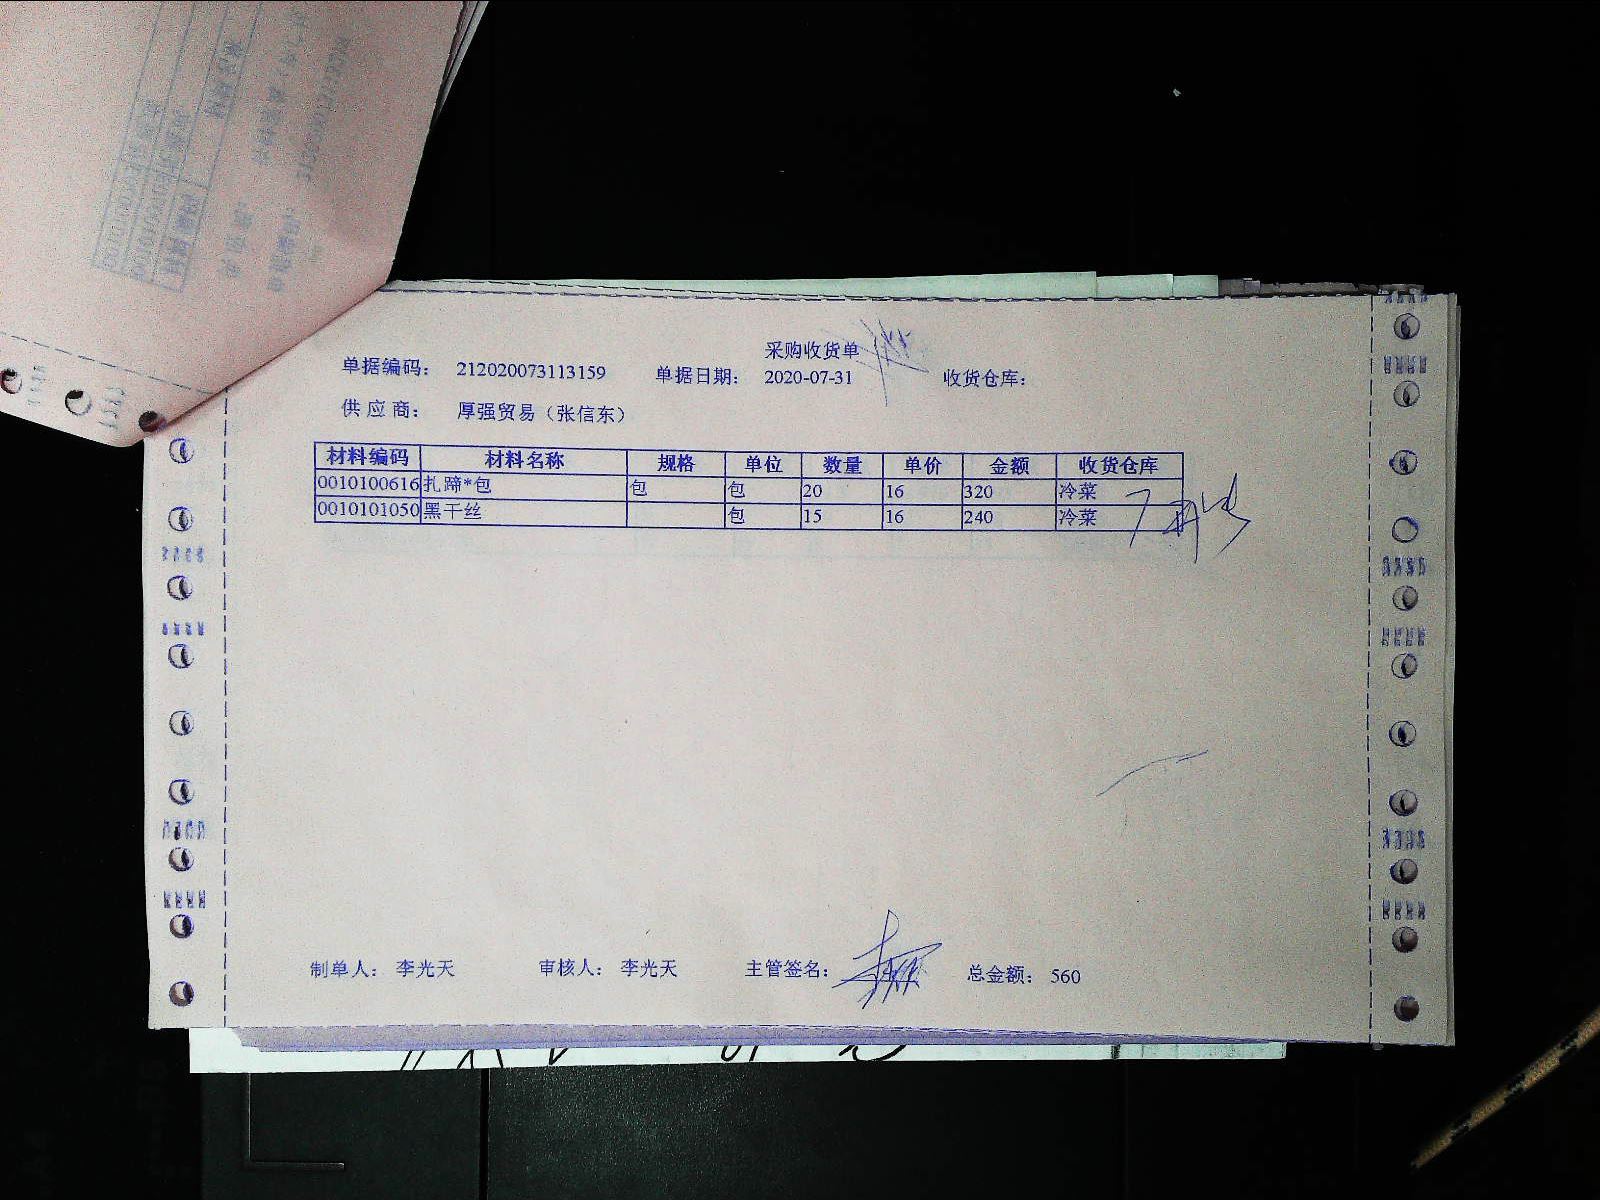 采购收货单
单据编码： 212020073113159 单据日期： 2020-07-31 收货仓库：
供 应 商： 厚强贸易（张信东）
材料编码 材料名称 规格 单位 数量 单价 金额 收货仓库
0010100616 扎蹄*包 包 包 20 16 320 冷菜
0010101050 黑干丝 包 15 16 240 冷菜
制单人： 李光天 审核人： 李光天 主管签名： 总金额： 560